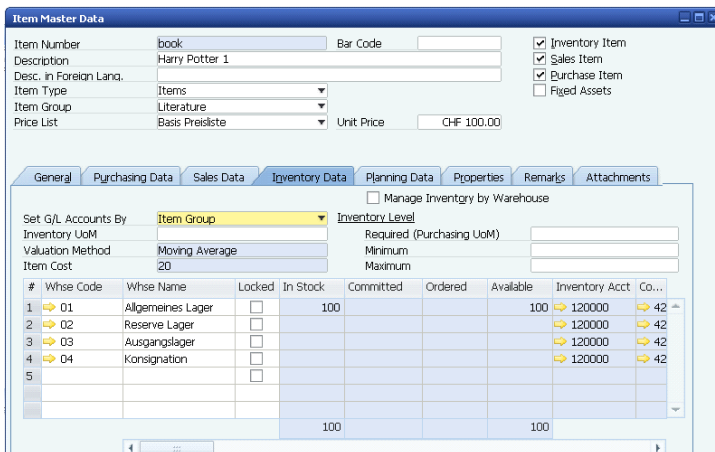 Item Master Data
Item Number book Bar Code Inventory Item
Description Harry Potter 1 Sales Item
Desc. in Foreign Lang. Purchase Item
Item Type Items Fixed Assets
Item Group Literature
Price List Basis Preisliste Unit Price CHF 100.00
General Purchasing Data Sales Data Inventory Data Planning Data Properties Remarks Attachments
Manage Inventory by Warehouse
Set G/L Accounts By Item Group Inventory Level
Inventory UoM Required (Purchasing UoM)
Valuation Method Moving Average Minimum
Item Cost 20 Maximum
# Whse Code Whse Name Locked In Stock Committed Ordered Available Inventory Acct Co...
1 01 Allgemeines Lager 100 100 120000 42
2 02 Reserve Lager 120000 42
3 03 Ausgangslager 120000 42
4 04 Konsignation 120000 42
5
100 100